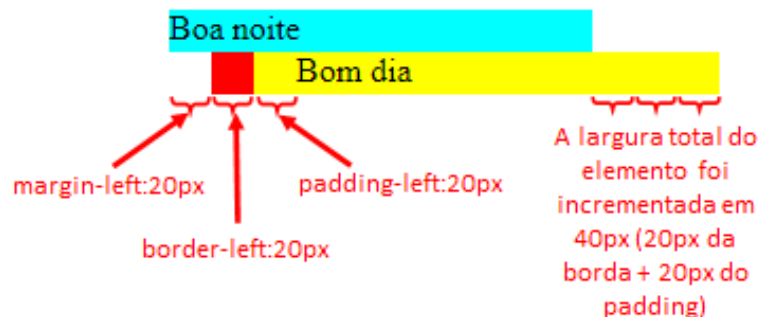 Boa noite
Bom dia
margin-left:20px
border-left:20px
padding-left:20px
A largura total do
elemento foi
incrementada em
40px (20px da
borda + 20px do
padding)